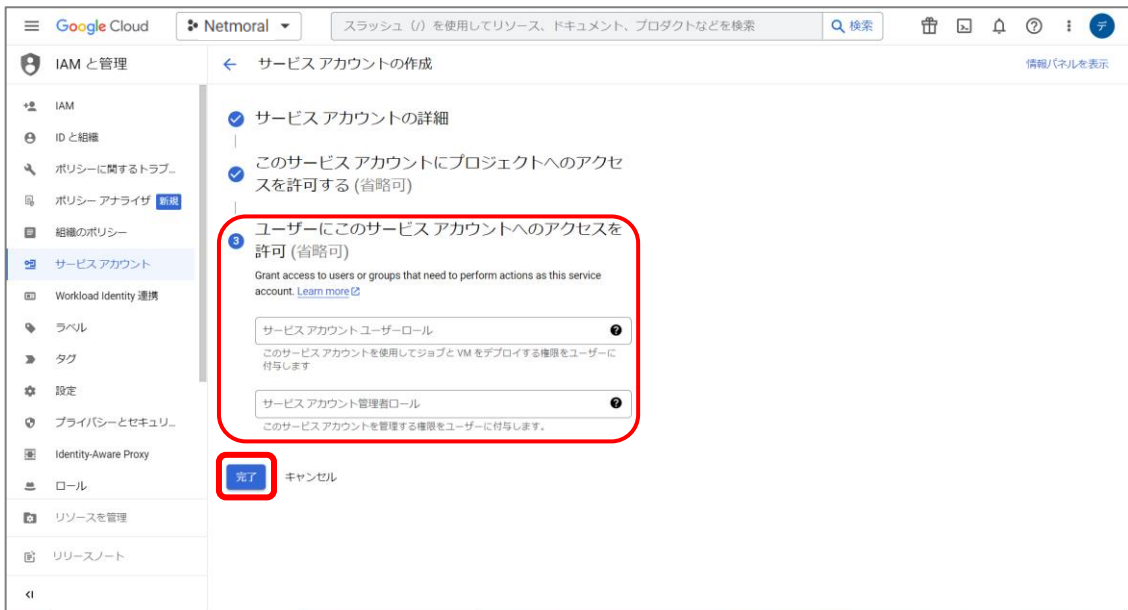 Google Cloud
Netmoral
スラッシュ（/）を使用してリソース、ドキュメント、プロダクトなどを検索
検索
デ
IAM と管理
サービス アカウントの作成
情報パネルを表示
IAM
ID と組織
ポリシーに関するトラブ...
ポリシー アナライザ 新規
組織のポリシー
サービス アカウント
Workload Identity 連携
ラベル
タグ
設定
プライバシーとセキュリ...
Identity-Aware Proxy
ロール
リソースを管理
リリースノート
サービス アカウントの詳細
このサービス アカウントにプロジェクトへのアクセ
スを許可する (省略可)
3
ユーザーにこのサービス アカウントへのアクセスを
許可 (省略可)
Grant access to users or groups that need to perform actions as this service
account. Learn more
サービス アカウント ユーザーロール
このサービス アカウントを使用してジョブと VM をデプロイする権限をユーザーに
付与します
サービス アカウント管理者ロール
このサービス アカウントを管理する権限をユーザーに付与します。
完了
キャンセル